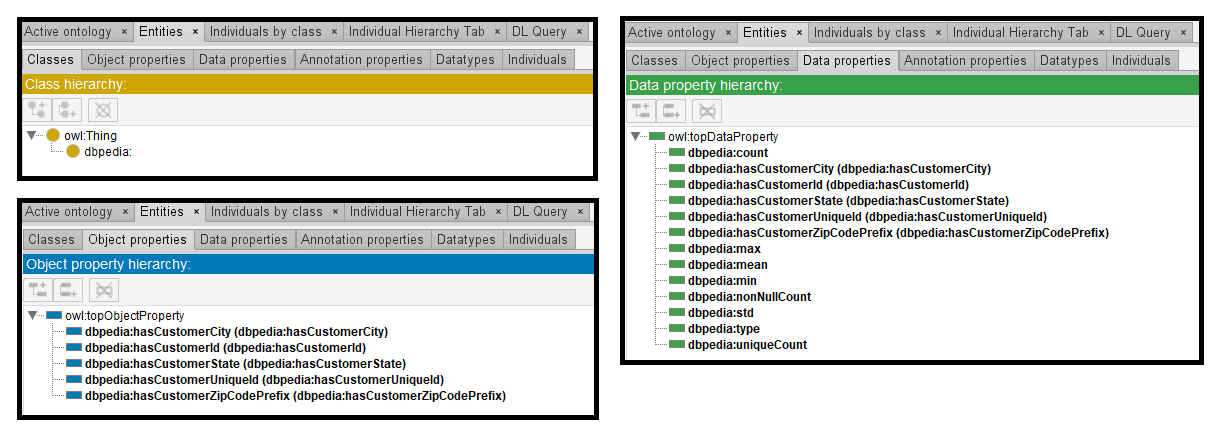 Active ontology × Entities × Individuals by class × Individual Hierarchy Tab × DL Query ×
Classes Object properties Data properties Annotation properties Datatypes Individuals
Class hierarchy:
owl:Thing
dbpedia:
Active ontology × Entities × Individuals by class × Individual Hierarchy Tab × DL Query ×
Classes Object properties Data properties Annotation properties Datatypes Individuals
Object property hierarchy:
owl:topObjectProperty
dbpedia:hasCustomerCity (dbpedia:hasCustomerCity)
dbpedia:hasCustomerId (dbpedia:hasCustomerId)
dbpedia:hasCustomerState (dbpedia:hasCustomerState)
dbpedia:hasCustomerUniqueId (dbpedia:hasCustomerUniqueId)
dbpedia:hasCustomerZipCodePrefix (dbpedia:hasCustomerZipCodePrefix)
Active ontology × Entities × Individuals by class × Individual Hierarchy Tab × DL Query ×
Classes Object properties Data properties Annotation properties Datatypes Individuals
Data property hierarchy:
owl:topDataProperty
dbpedia:count
dbpedia:hasCustomerCity (dbpedia:hasCustomerCity)
dbpedia:hasCustomerId (dbpedia:hasCustomerId)
dbpedia:hasCustomerState (dbpedia:hasCustomerState)
dbpedia:hasCustomerUniqueId (dbpedia:hasCustomerUniqueId)
dbpedia:hasCustomerZipCodePrefix (dbpedia:hasCustomerZipCodePrefix)
dbpedia:max
dbpedia:mean
dbpedia:min
dbpedia:nonNullCount
dbpedia:std
dbpedia:type
dbpedia:uniqueCount